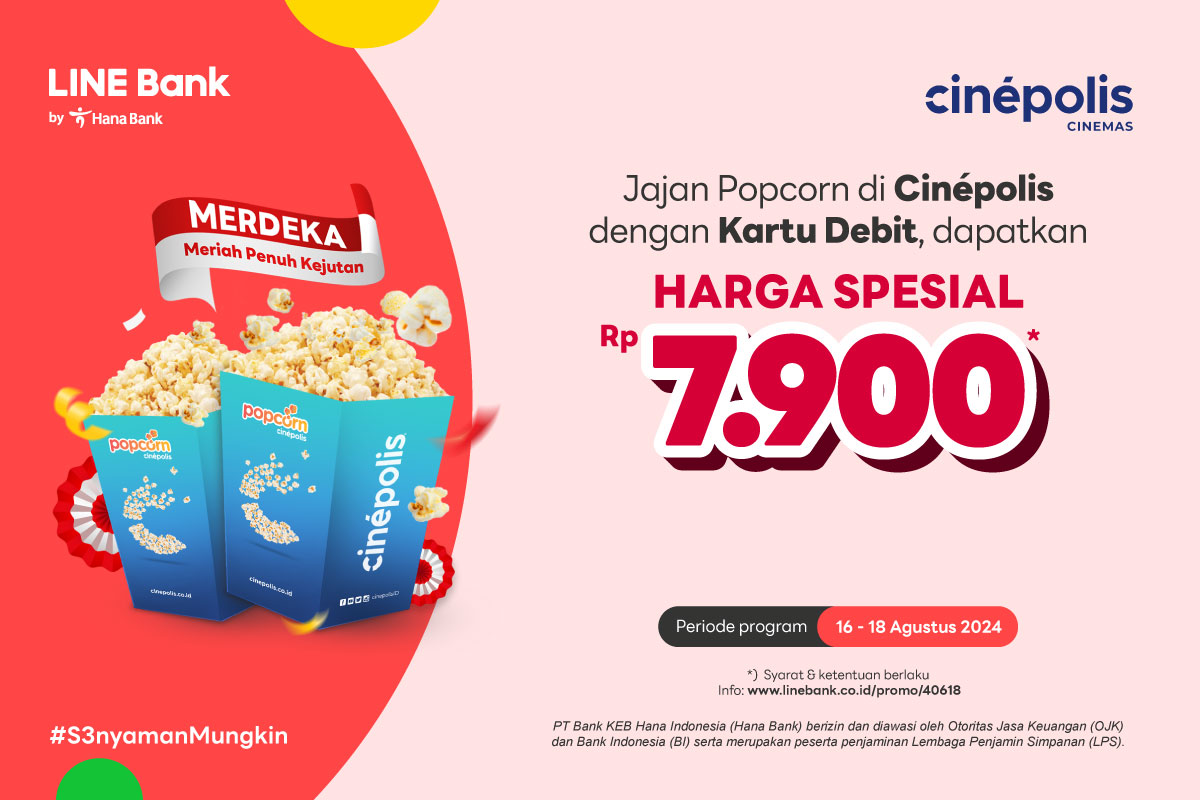 LINE Bank
by Hana Bank
cinépolis
CINEMAS
MERDEKA
Meriah Penuh Kejutan
Jajan Popcorn di Cinépolis
dengan Kartu Debit, dapatkan
HARGA SPESIAL
Rp 7.900*
popcorn
cinépolis
cinepolis.co.id
popcorn
cinépolis
cinepolis.co.id
cinépolis
cinepolisID
Periode program 16 - 18 Agustus 2024
*) Syarat & ketentuan berlaku
Info: www.linebank.co.id/promo/40618
#S3nyamanMungkin
PT Bank KEB Hana Indonesia (Hana Bank) berizin dan diawasi oleh Otoritas Jasa Keuangan (OJK)
dan Bank Indonesia (BI) serta merupakan peserta penjaminan Lembaga Penjamin Simpanan (LPS).